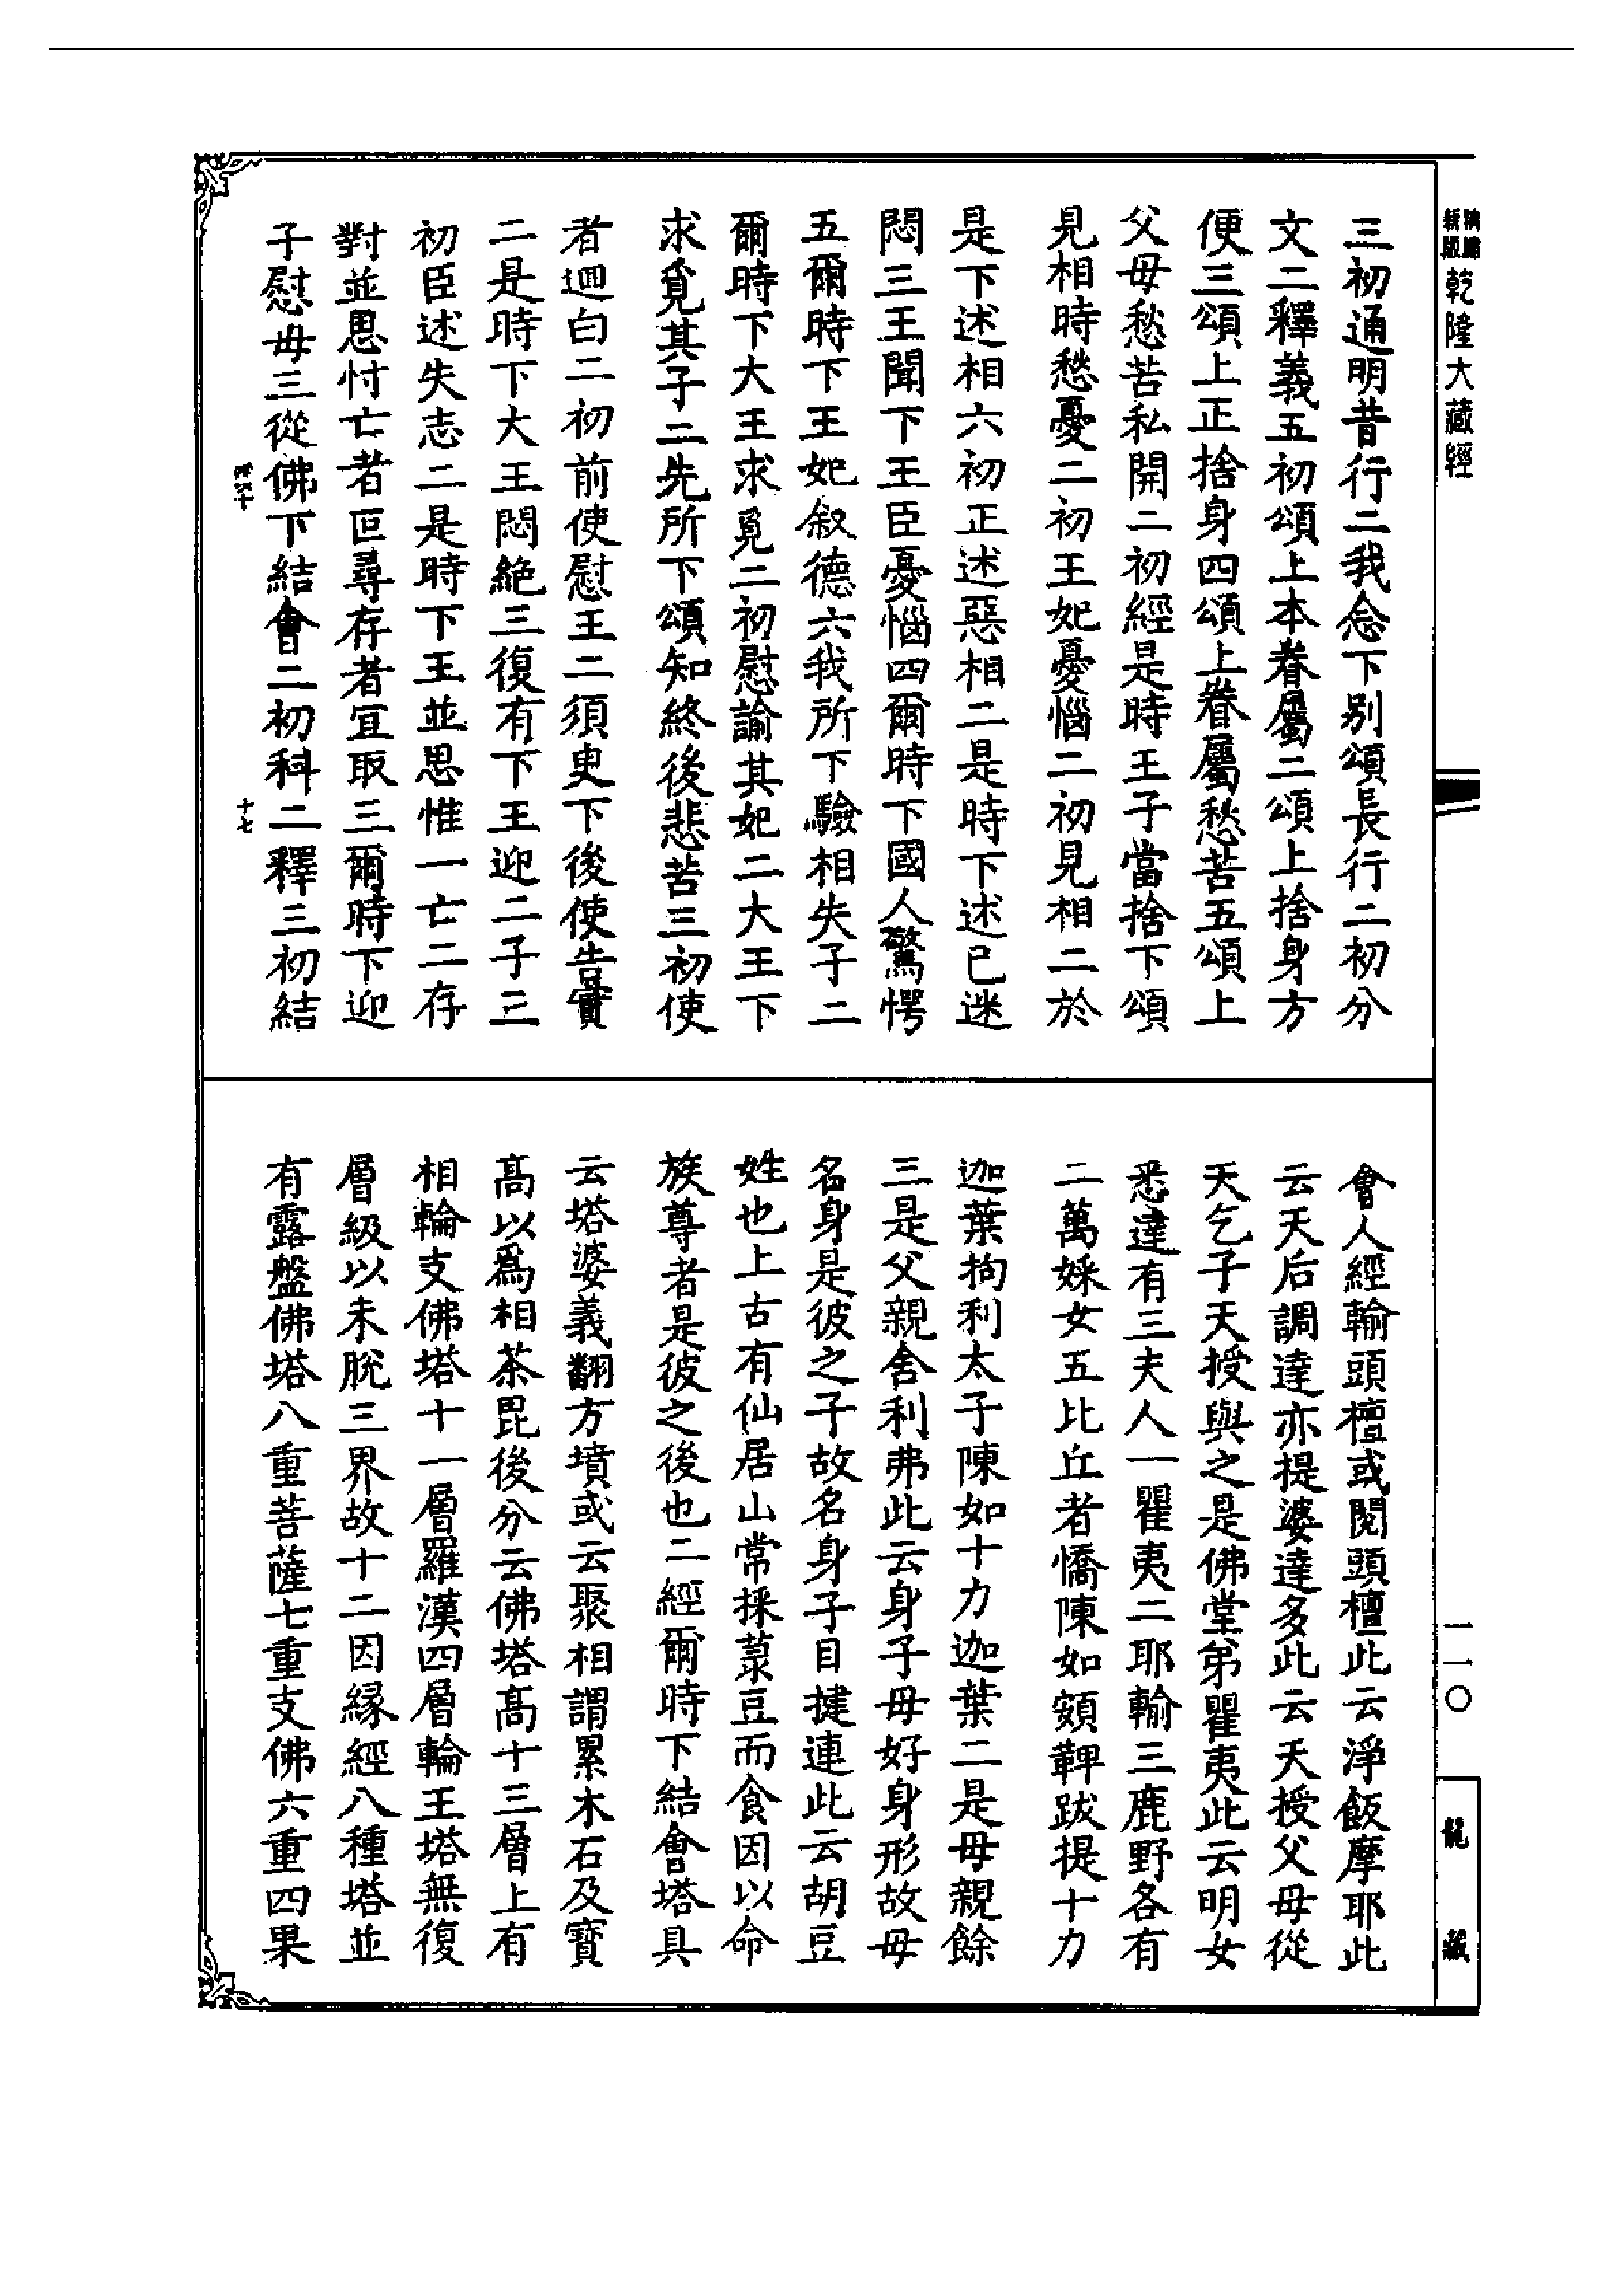 新版
乾隆大藏經
三初通明昔行二我念下別頌長行二初分
文二釋義五初頌上本眷屬二頌上捨身方
便三頌上正捨身四頌上眷屬愁苦五頌上
父母愁苦私開二初經是時王子當捨下頌
見相時愁憂二初王妃憂惱二初見相二於
是下述相六初正述惡相二是時下述已迷
悶三王聞下王臣憂惱四爾時下國人驚愕
五爾時下王妃叙德六我所下驗相失子二
爾時下大王求覓二初慰諭其妃二大王下
求覓其子二先所下頌知終後悲苦三初使
者迴白二初前使慰王二須臾下後使告實
二是時下大王悶絶三復有下王迎二子三
初臣述失志二是時下王並思惟一亡二存
對並思忖亡者叵尋存者宜取三爾時下迎
子慰母三從佛下結會二初科二釋三初結
十七
會人經輸頭檀或閱頭檀此云淨飯摩耶此
云天后調達亦提婆達多此云天授父母從
天乞子天授與之是佛堂弟瞿夷此云明女
悉達有三夫人一瞿夷二耶輸三鹿野各有
二萬婇女五比丘者憍陳如頞鞞跋提十力
迦葉拘利太子陳如十力迦葉二是母親餘
三是父親舍利弗此云身子母好身形故母
名身是彼之子故名身子目揵連此云胡豆
姓也上古有仙居山常採菉豆而食因以命
族尊者是彼之後也二經爾時下結會塔具
云塔婆義翻方墳或云聚相謂累木石及寶
高以爲相荼毘後分云佛塔高十三層上有
相輪支佛塔十一層羅漢四層輪王塔無復
層級以未脫三界故十二因緣經八種塔並
有露盤佛塔八重菩薩七重支佛六重四果
一一〇
龍藏